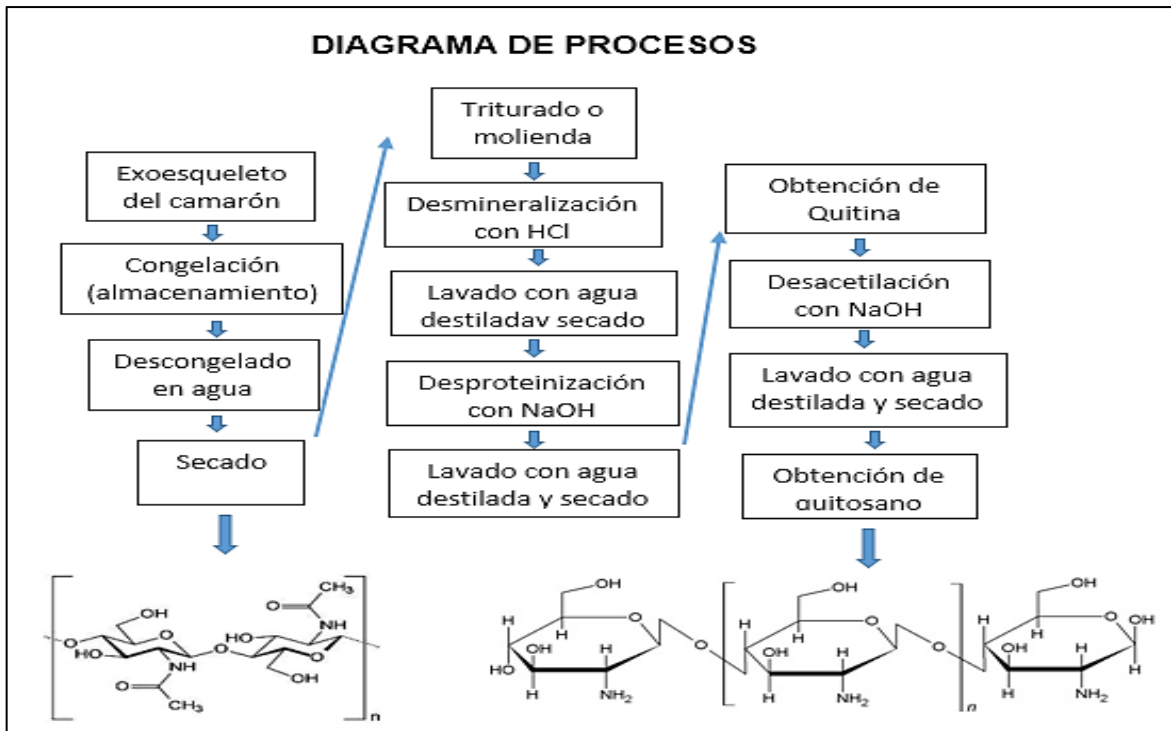 DIAGRAMA DE PROCESOS
Exoesqueleto
del camarón
Congelación
(almacenamiento)
Descongelado
en agua
Secado
Triturado o
molienda
Desmineralización
con HCl
Lavado con agua
destiladav secado
Desproteinización
con NaOH
Lavado con agua
destilada y secado
Obtención de
Quitina
Desacetilación
con NaOH
Lavado con agua
destilada y secado
Obtención de
quitosano
CH₃
O
NH
OH
O
HO
O
O
HO
NH
O
OH
O
CH₃
n
OH
H
O
H
OH
HO
H
H
NH₂
O
OH
H
O
H
OH
H
H
NH₂
O
n
OH
H
O
OH
H
OH
H
H
H
NH₂